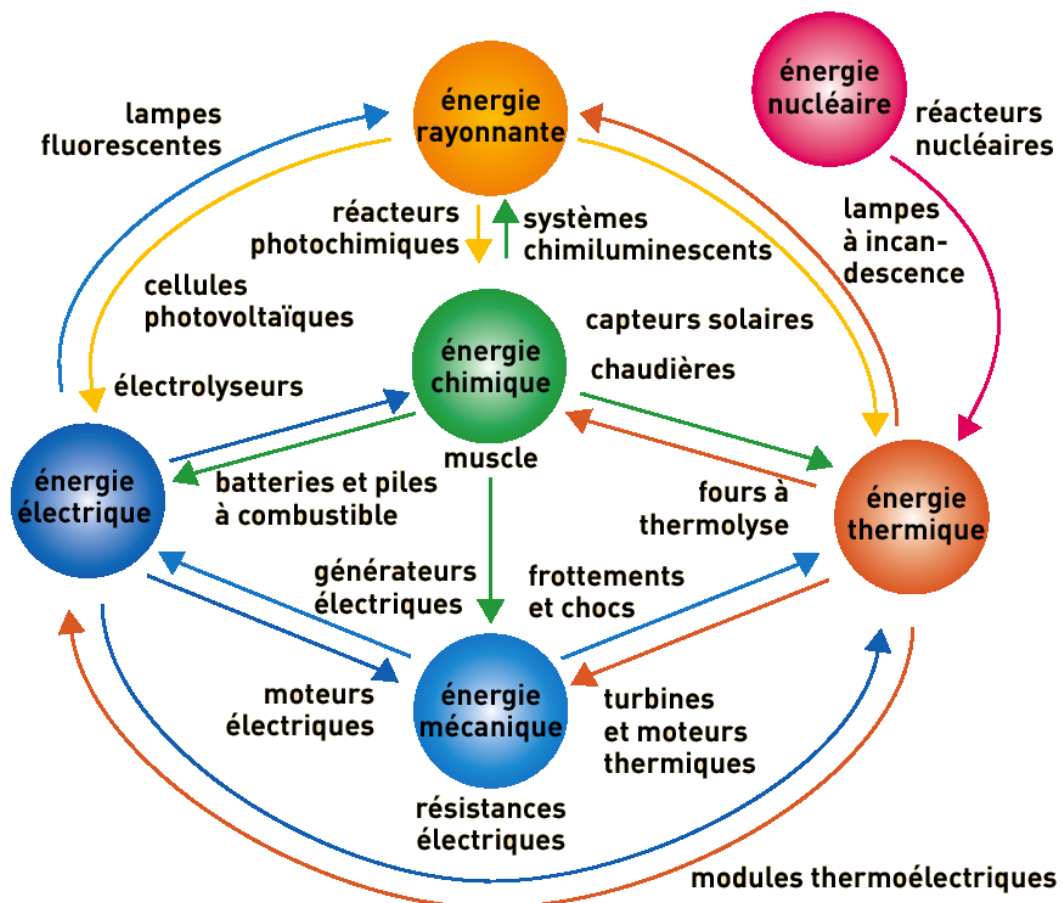 énergie
rayonnante
énergie
nucléaire
réacteurs
nucléaires
lampes
fluorescentes
réacteurs
photochimiques
systèmes
chimiluminescents
lampes
à incan-
descence
cellules
photovoltaïques
capteurs solaires
énergie
chimique
chaudières
électrolyseurs
muscle
énergie
électrique
batteries et piles
à combustible
fours à
thermolyse
énergie
thermique
générateurs
électriques
frottements
et chocs
moteurs
électriques
énergie
mécanique
turbines
et moteurs
thermiques
résistances
électriques
modules thermoélectriques